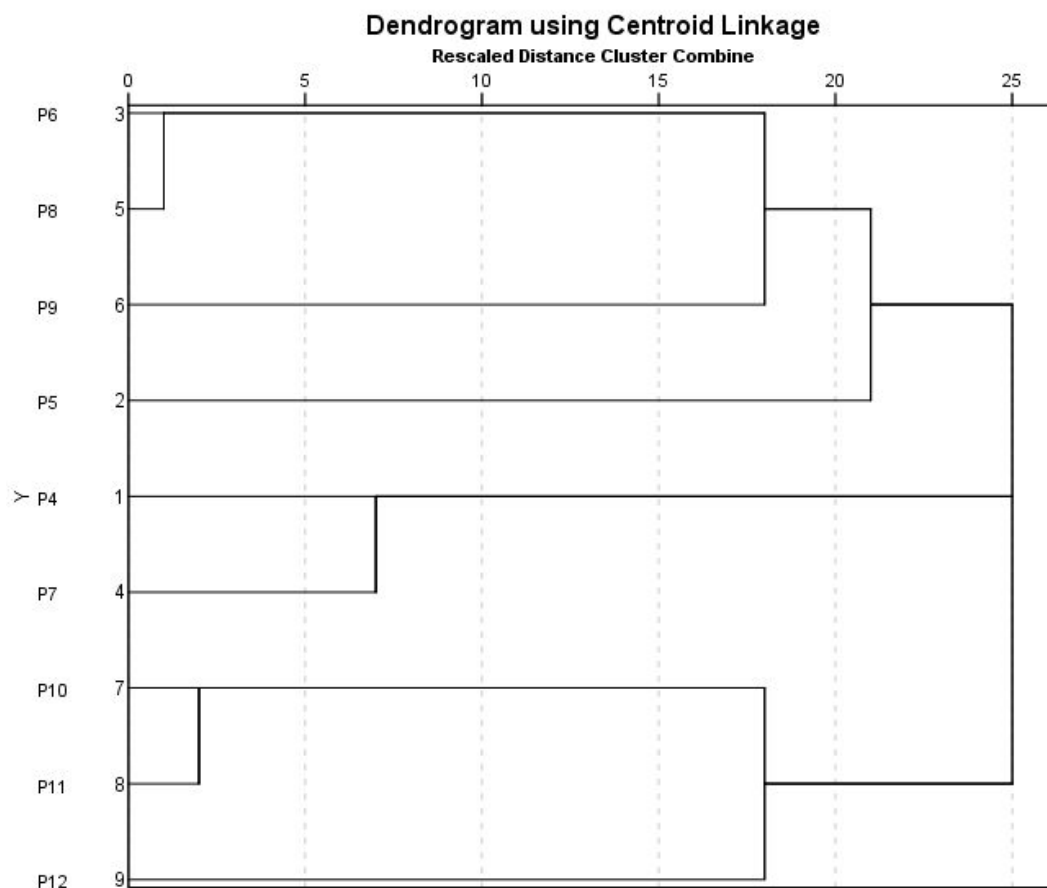 Dendrogram using Centroid Linkage
Rescaled Distance Cluster Combine
0 5 10 15 20 25
P6 3
P8 5
P9 6
P5 2
Y P4 1
P7 4
P10 7
P11 8
P12 9